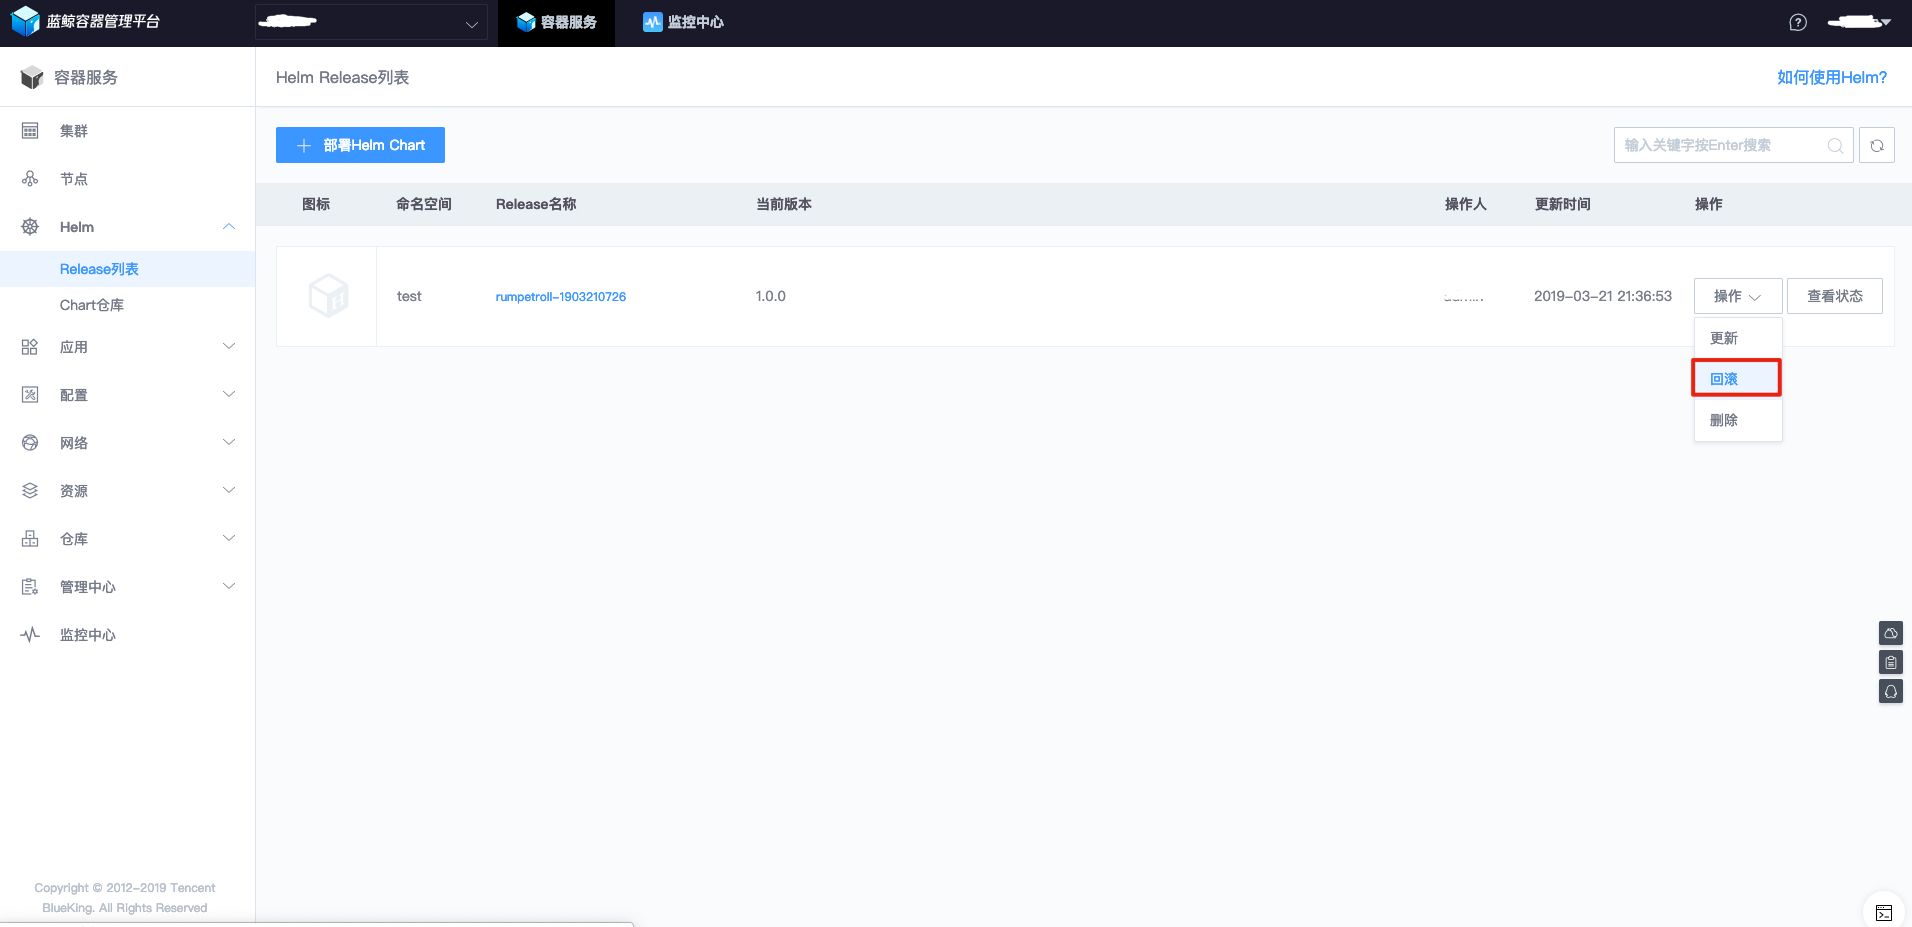 蓝鲸容器管理平台
容器服务
监控中心
容器服务
Helm Release列表
如何使用Helm?
集群
节点
Helm
Release列表
Chart仓库
应用
配置
网络
资源
仓库
管理中心
监控中心
部署Helm Chart
输入关键字按Enter搜索
图标 命名空间 Release名称 当前版本 操作人 更新时间 操作
test rumpetroll-1903210726 1.0.0 2019-03-21 21:36:53 操作 查看状态
更新
回滚
删除
Copyright © 2012-2019 Tencent
BlueKing. All Rights Reserved